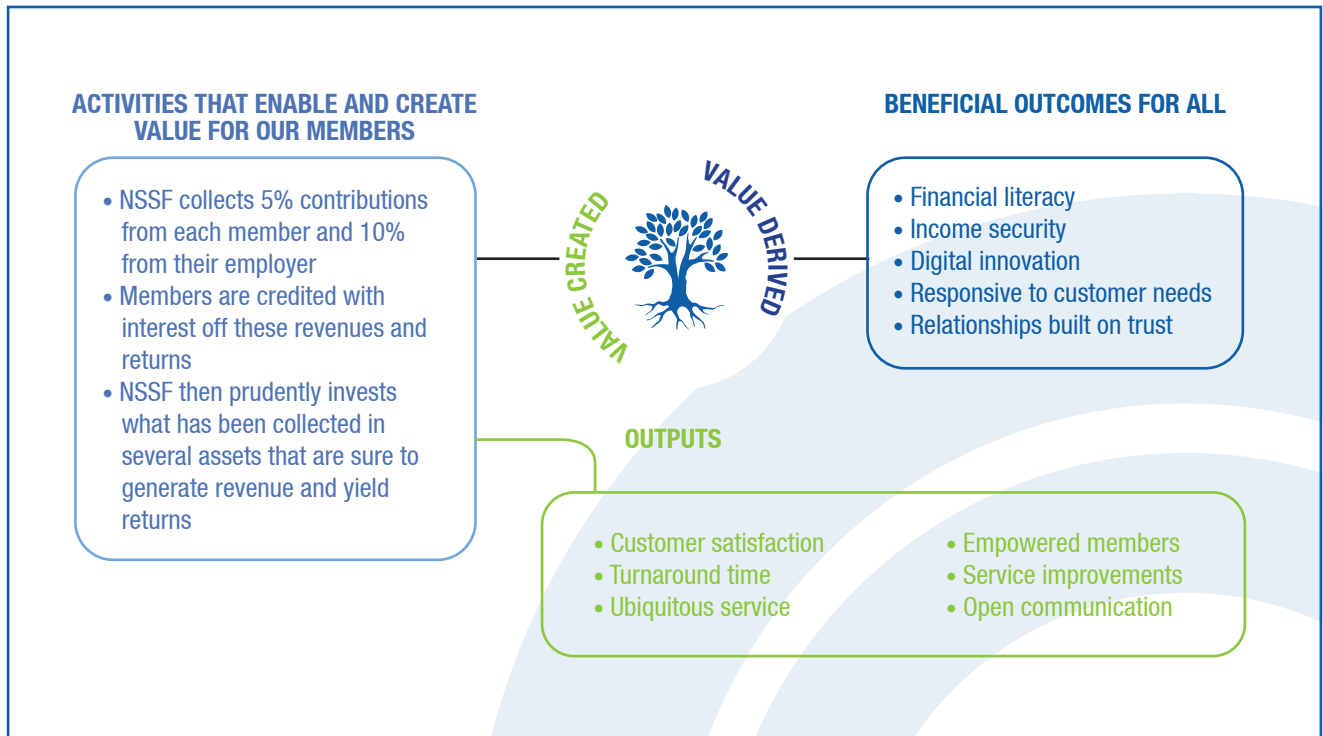 ACTIVITIES THAT ENABLE AND CREATE
VALUE FOR OUR MEMBERS
• NSSF collects 5% contributions
from each member and 10%
from their employer
• Members are credited with
interest off these revenues and
returns
• NSSF then prudently invests
what has been collected in
several assets that are sure to
generate revenue and yield
returns
VALUE CREATED
VALUE DERIVED
BENEFICIAL OUTCOMES FOR ALL
• Financial literacy
• Income security
• Digital innovation
• Responsive to customer needs
• Relationships built on trust
OUTPUTS
• Customer satisfaction
• Turnaround time
• Ubiquitous service
• Empowered members
• Service improvements
• Open communication